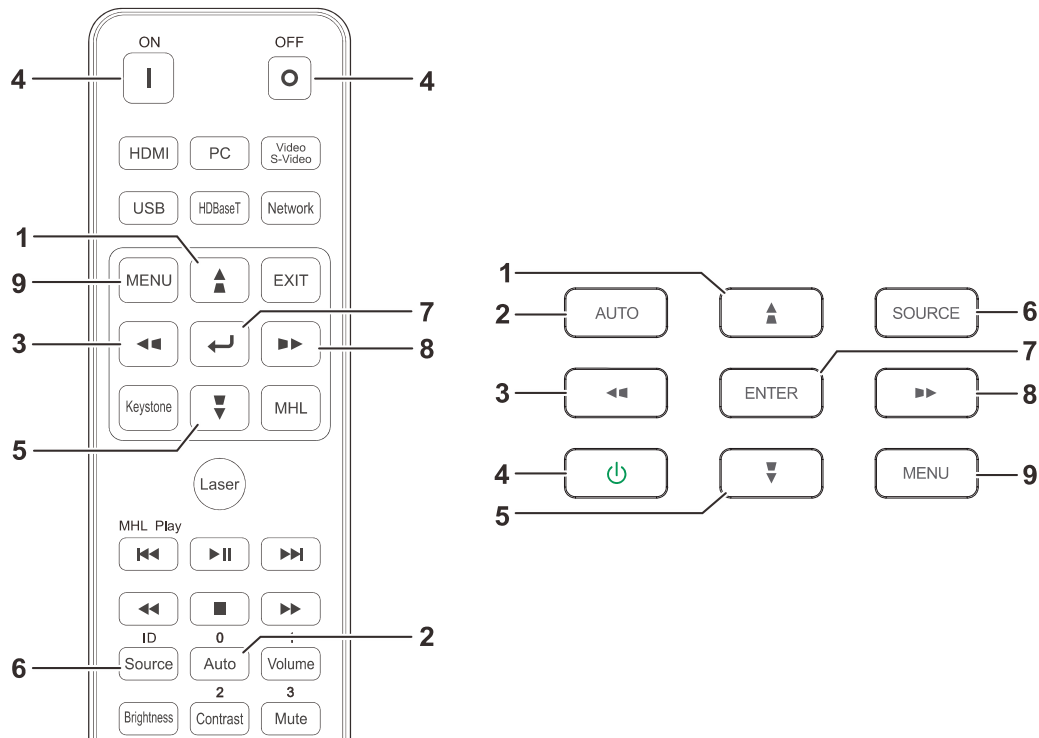 ON OFF
4 4
HDMI PC Video
S-Video
USB HDBaseT Network
1
9 MENU EXIT
7
3 8
Keystone MHL
5
Laser
MHL Play
ID 0 1
2
6 Source Auto Volume
2 3
Brightness Contrast Mute
1
2 AUTO SOURCE 6
7
3 ENTER 8
4 MENU 9
5